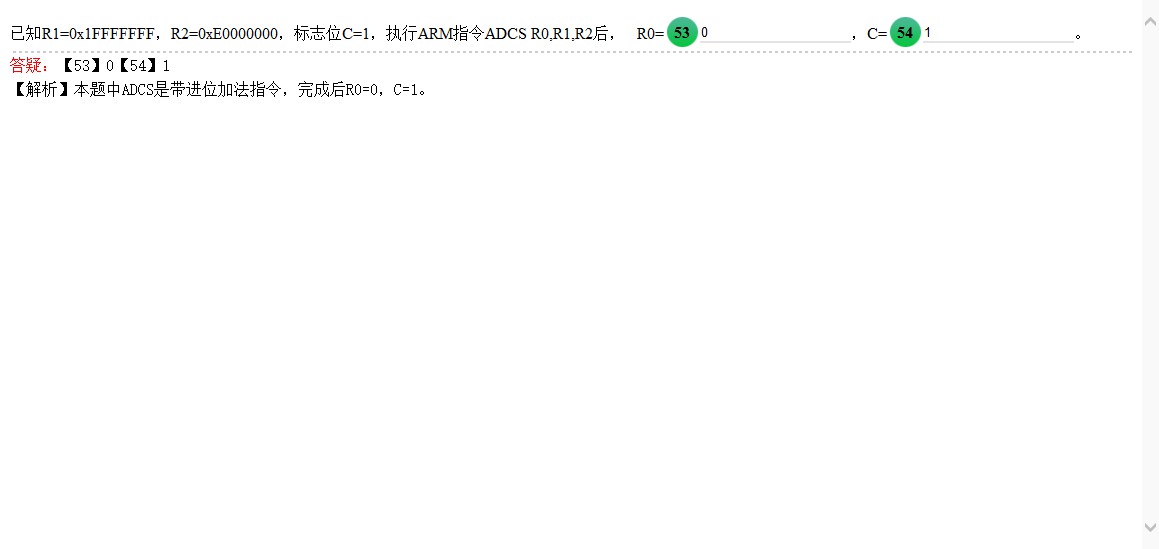 已知R1=0x1FFFFFFF，R2=0xE0000000，标志位C=1，执行ARM指令ADCS R0,R1,R2后， R0= 53 0 ，C= 54 1 。
答疑：【53】0【54】1
【解析】本题中ADCS是带进位加法指令，完成后R0=0，C=1。